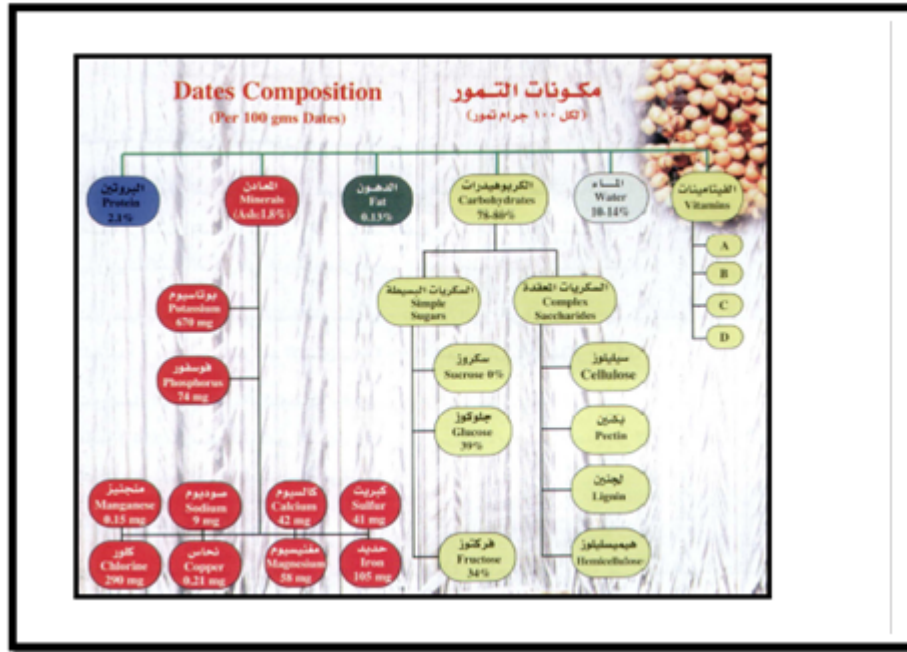 Dates Composition
مكونات التمور
(Per 100 gms Dates)
(لكل ١٠٠ جرام تمور)
البروتين
Protein
2.1%
المعادن
Minerals
(Ash:1.8%)
الدهون
Fat
0.13%
الكربوهيدرات
Carbohydrates
78-80%
المــاء
Water
10-14%
الفيتامينات
Vitamins
A
B
C
D
بوتاسيوم
Potassium
670 mg
فوسفور
Phosphorus
74 mg
منجنيز
Manganese
0.15 mg
صوديوم
Sodium
9 mg
كالسيوم
Calcium
42 mg
كبريت
Sulfur
41 mg
كلور
Chlorine
290 mg
نحاس
Copper
0.21 mg
مغنيسيوم
Magnesium
58 mg
حديد
Iron
105 mg
السكريات البسيطة
Simple
Sugars
سكروز
Sucrose 0%
جلوكوز
Glucose
39%
فركتوز
Fructose
34%
السكريات المعقدة
Complex
Saccharides
سيليلوز
Cellulose
بكتين
Pectin
لجنين
Lignin
هيميسليلوز
Hemicellulose